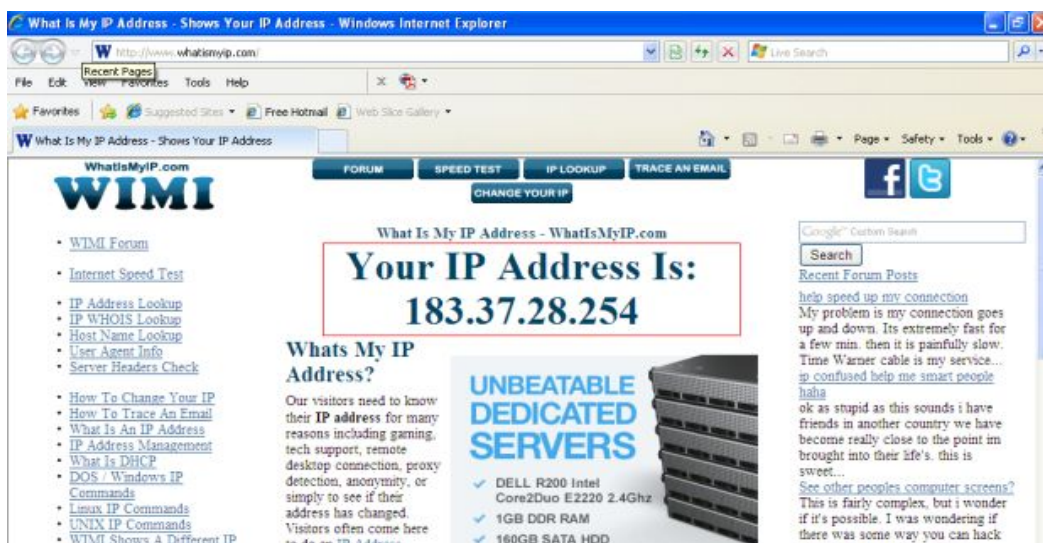 What Is My IP Address - Shows Your IP Address - Windows Internet Explorer
http://www.whatismyip.com/
Live Search
Recent Pages
File Edit View Favorites Tools Help
Favorites Suggested Sites Free Hotmail Web Slice Gallery
What Is My IP Address - Shows Your IP Address
Page Safety Tools
WhatIsMyIP.com
WIMI
FORUM SPEED TEST IP LOOKUP TRACE AN EMAIL
CHANGE YOUR IP
WIMI Forum
Internet Speed Test
IP Address Lookup
IP WHOIS Lookup
Host Name Lookup
User Agent Info
Server Headers Check
How To Change Your IP
How To Trace An Email
What Is An IP Address
IP Address Management
What Is DHCP
DOS / Windows IP
Commands
Linux IP Commands
UNIX IP Commands
WIMI Shows A Different IP
What Is My IP Address - WhatIsMyIP.com
Your IP Address Is:
183.37.28.254
Whats My IP
Address?
Our visitors need to know
their IP address for many
reasons including gaming,
tech support, remote
desktop connection, proxy
detection, anonymity, or
simply to see if their
address has changed.
Visitors often come here
to do an IP Address
UNBEATABLE
DEDICATED
SERVERS
DELL R200 Intel
Core2Duo E2220 2.4Ghz
1GB DDR RAM
160GB SATA HDD
Google™ Custom Search
Search
Recent Forum Posts
help speed up my connection
My problem is my connection goes
up and down. Its extremely fast for
a few min. then it is painfully slow.
Time Warner cable is my service...
ip confused help me smart people
haha
ok as stupid as this sounds i have
friends in another country we have
become really close to the point im
brought into their life's. this is
sweet...
See other peoples computer screens?
This is fairly complex, but i wonder
if it's possible. I was wondering if
there was some way you can hack